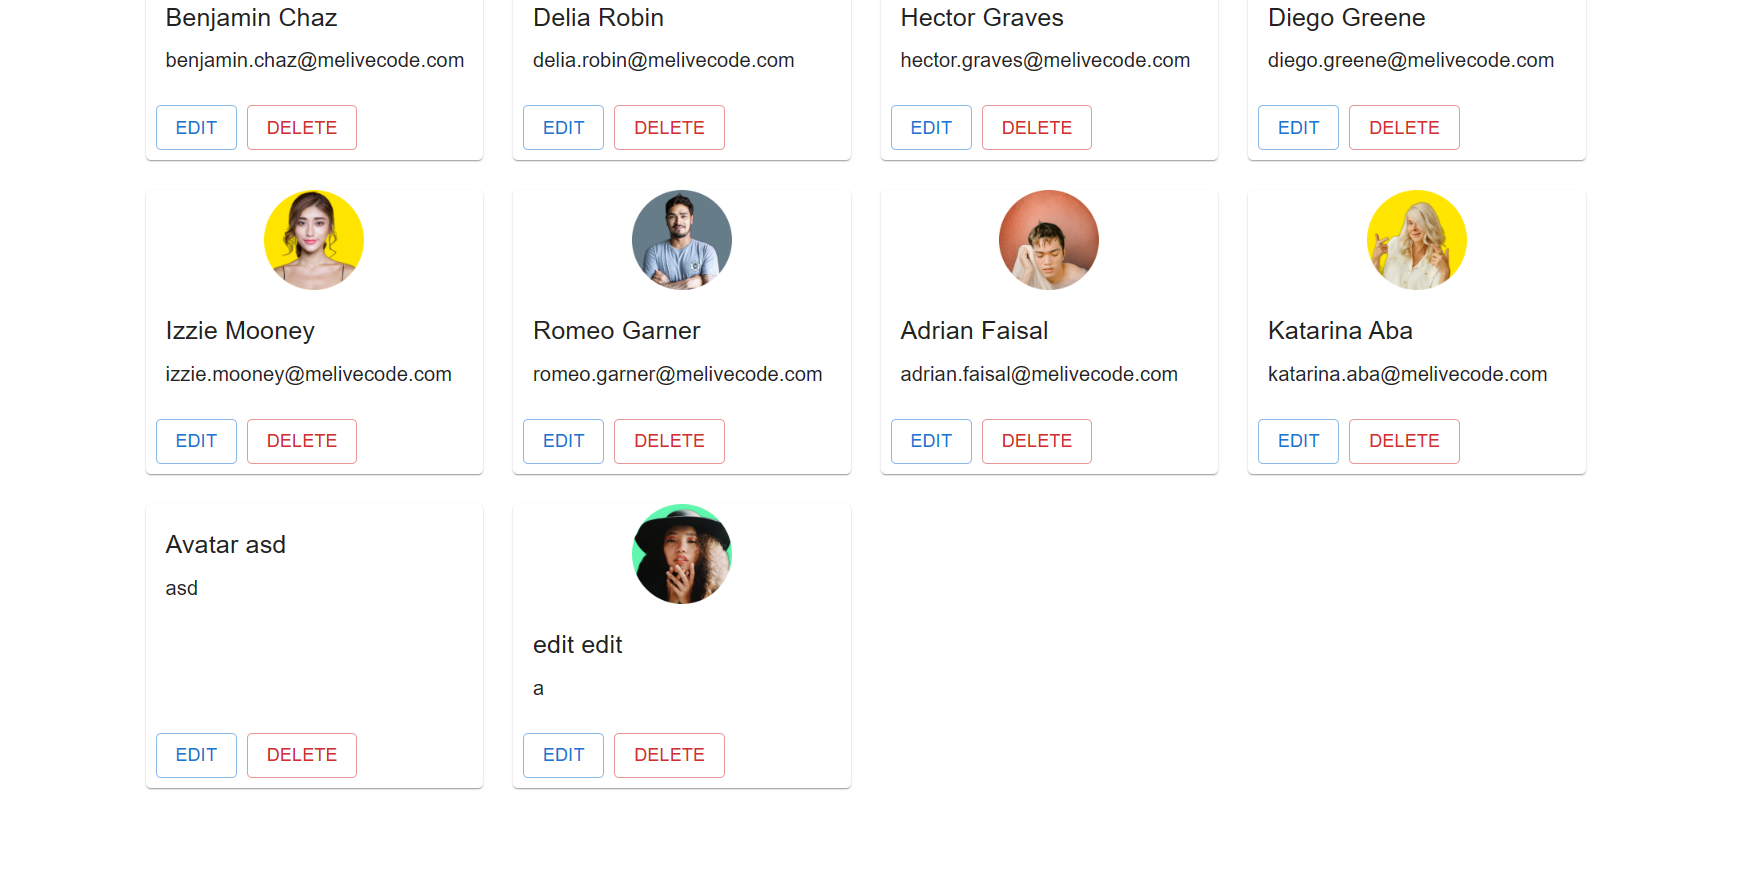 Benjamin Chaz
benjamin.chaz@melivecode.com
EDIT DELETE
Delia Robin
delia.robin@melivecode.com
EDIT DELETE
Hector Graves
hector.graves@melivecode.com
EDIT DELETE
Diego Greene
diego.greene@melivecode.com
EDIT DELETE
Izzie Mooney
izzie.mooney@melivecode.com
EDIT DELETE
Romeo Garner
romeo.garner@melivecode.com
EDIT DELETE
Adrian Faisal
adrian.faisal@melivecode.com
EDIT DELETE
Katarina Aba
katarina.aba@melivecode.com
EDIT DELETE
Avatar asd
asd
EDIT DELETE
edit edit
a
EDIT DELETE